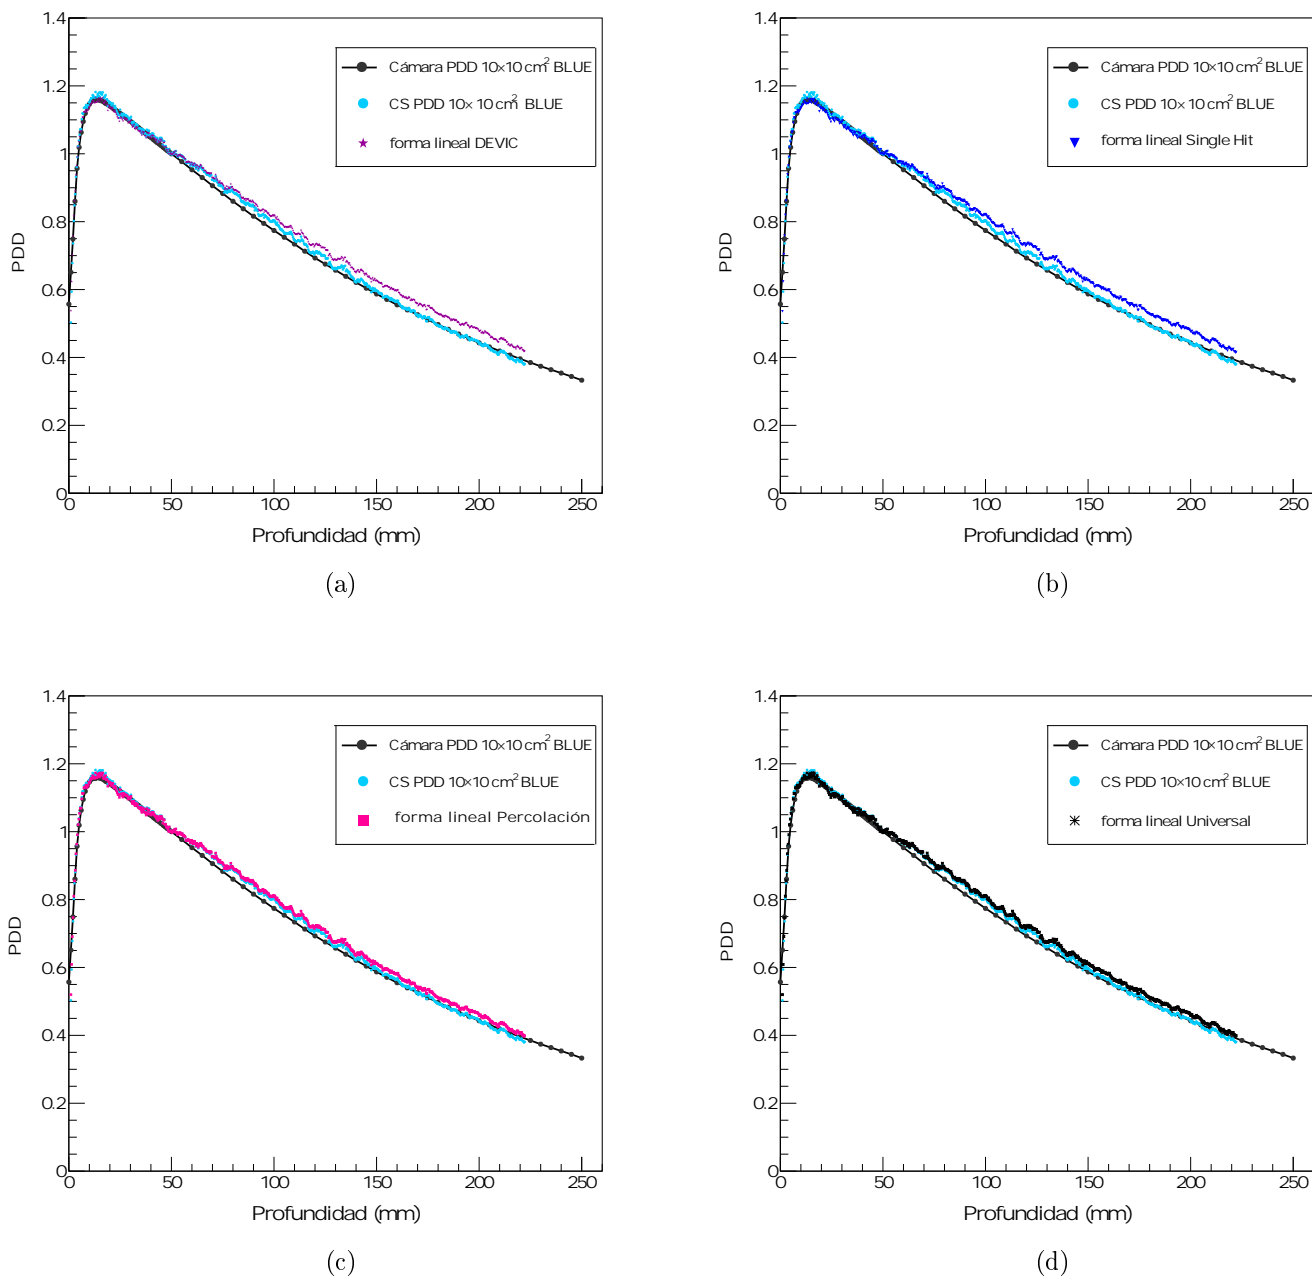 1.4
1.2
1
0.8
0.6
0.4
0.2
0
PDD
Cámara PDD 10×10 cm² BLUE
CS PDD 10× 10 cm² BLUE
forma lineal DEVIC
0 50 100 150 200 250
Profundidad (mm)
(a)
1.4
1.2
1
0.8
0.6
0.4
0.2
0
PDD
Cámara PDD 10×10 cm² BLUE
CS PDD 10× 10 cm² BLUE
forma lineal Single Hit
0 50 100 150 200 250
Profundidad (mm)
(b)
1.4
1.2
1
0.8
0.6
0.4
0.2
0
PDD
Cámara PDD 10×10 cm² BLUE
CS PDD 10×10 cm² BLUE
forma lineal Percolación
0 50 100 150 200 250
Profundidad (mm)
(c)
1.4
1.2
1
0.8
0.6
0.4
0.2
0
PDD
Cámara PDD 10×10 cm² BLUE
CS PDD 10×10 cm² BLUE
forma lineal Universal
0 50 100 150 200 250
Profundidad (mm)
(d)